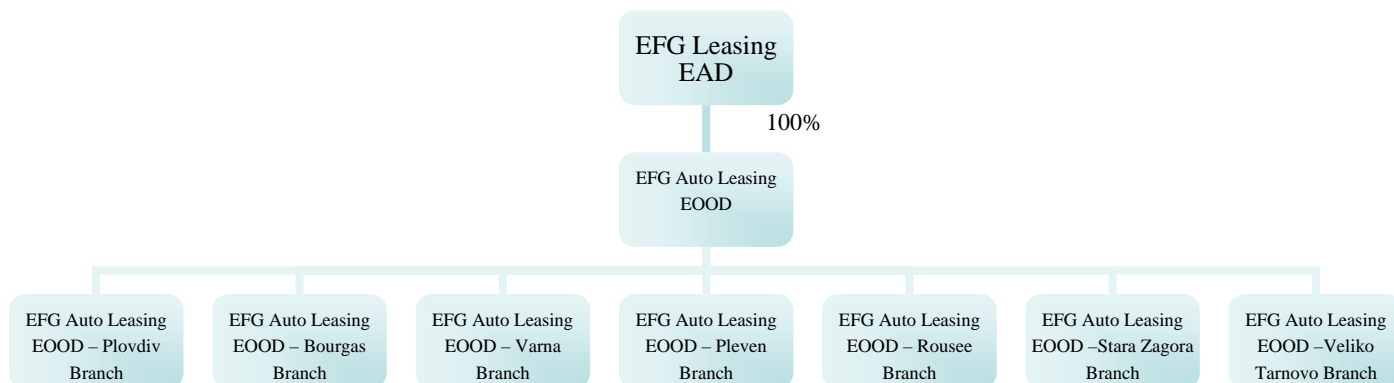 EFG Leasing
EAD
100%
EFG Auto Leasing
EOOD
EFG Auto Leasing
EOOD – Plovdiv
Branch
EFG Auto Leasing
EOOD – Bourgas
Branch
EFG Auto Leasing
EOOD – Varna
Branch
EFG Auto Leasing
EOOD – Pleven
Branch
EFG Auto Leasing
EOOD – Rousee
Branch
EFG Auto Leasing
EOOD –Stara Zagora
Branch
EFG Auto Leasing
EOOD –Veliko
Tarnovo Branch